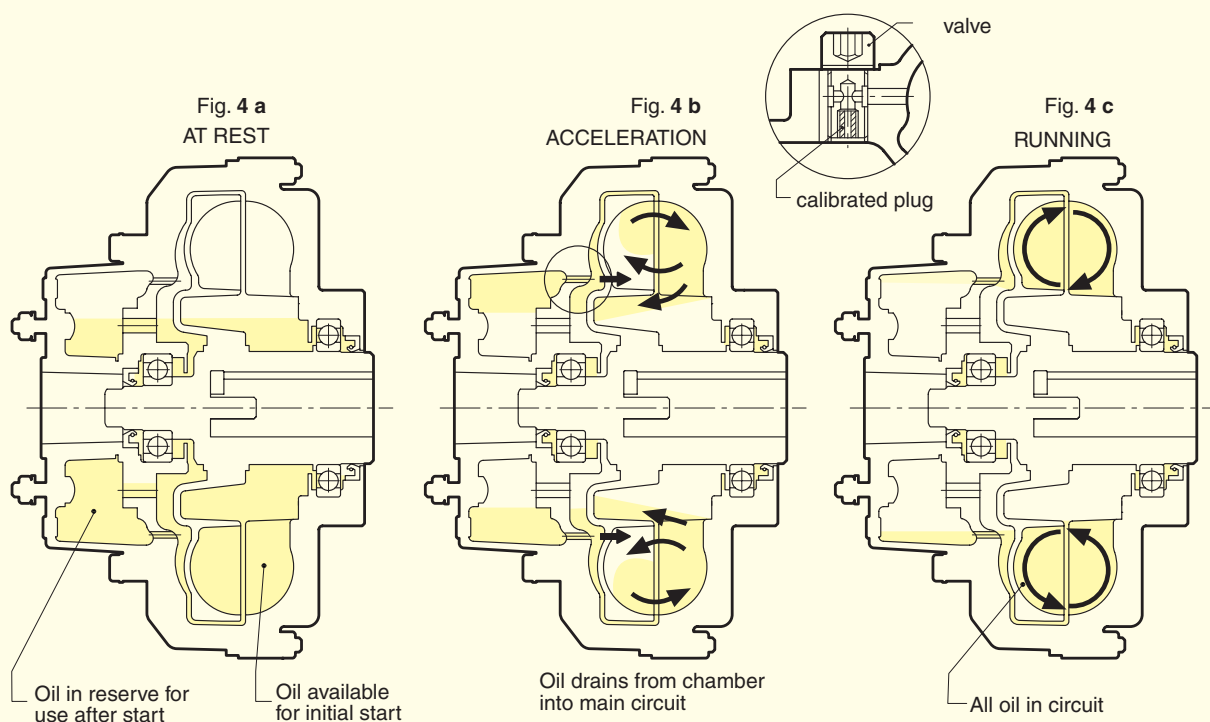 valve
Fig. 4 a
AT REST
Fig. 4 b
ACCELERATION
Fig. 4 c
RUNNING
calibrated plug
Oil in reserve for
use after start
Oil available
for initial start
Oil drains from chamber
into main circuit
All oil in circuit